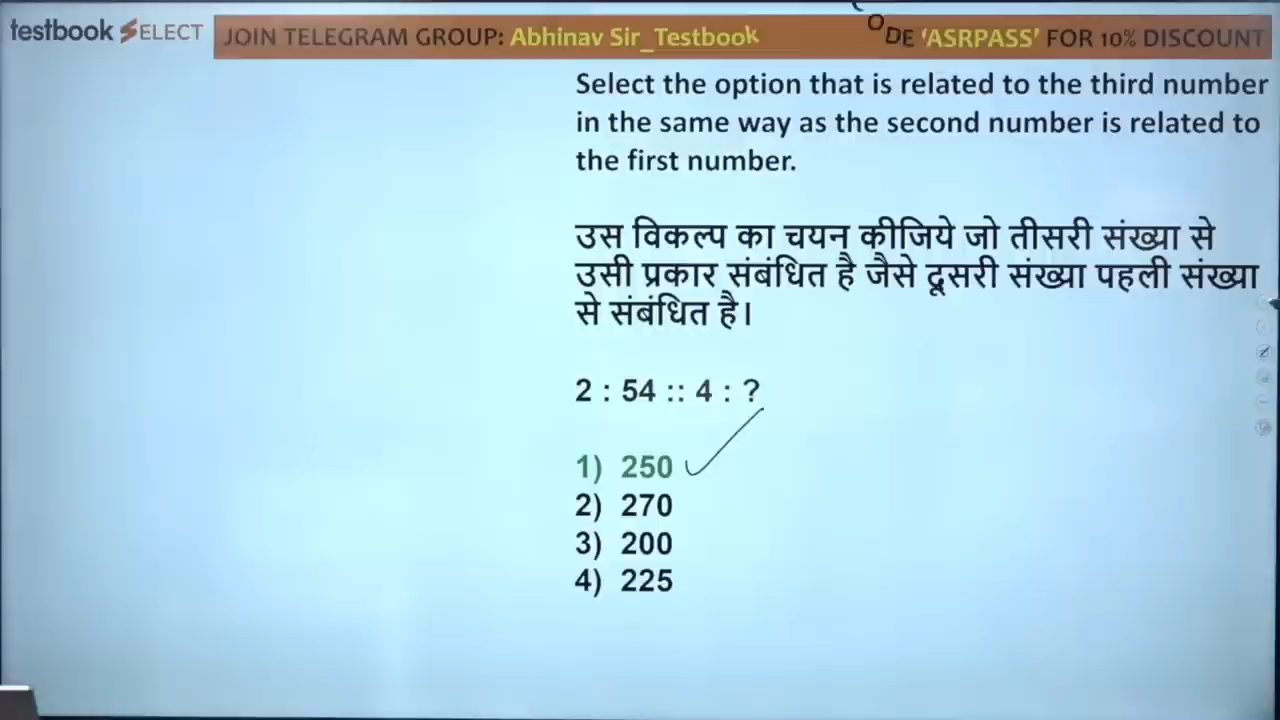 testbook SELECT
JOIN TELEGRAM GROUP: Abhinav Sir_Testbook
ODE 'ASRPASS' FOR 10% DISCOUNT
Select the option that is related to the third number
in the same way as the second number is related to
the first number.
उस विकल्प का चयन कीजिये जो तीसरी संख्या से
उसी प्रकार संबंधित है जैसे दूसरी संख्या पहली संख्या
से संबंधित है।
2 : 54 :: 4 : ?
1) 250
2) 270
3) 200
4) 225